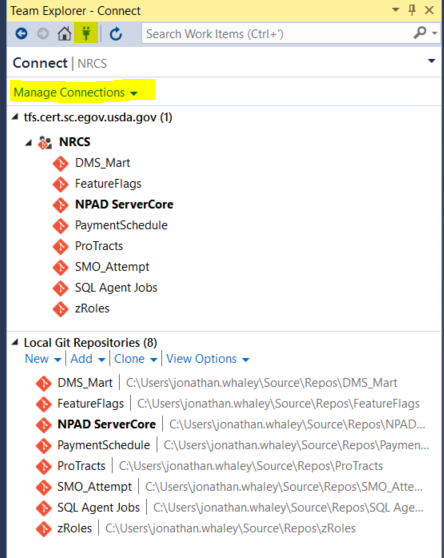 Team Explorer - Connect
Search Work Items (Ctrl+')
Connect | NRCS
Manage Connections
tfs.cert.sc.egov.usda.gov (1)
NRCS
DMS_Mart
FeatureFlags
NPAD ServerCore
PaymentSchedule
ProTracts
SMO_Attempt
SQL Agent Jobs
zRoles
Local Git Repositories (8)
New | Add | Clone | View Options
DMS_Mart | C:\Users\jonathan.whaley\Source\Repos\DMS_Mart
FeatureFlags | C:\Users\jonathan.whaley\Source\Repos\FeatureFlags
NPAD ServerCore | C:\Users\jonathan.whaley\Source\Repos\NPAD...
PaymentSchedule | C:\Users\jonathan.whaley\Source\Repos\Paymen...
ProTracts | C:\Users\jonathan.whaley\Source\Repos\ProTracts
SMO_Attempt | C:\Users\jonathan.whaley\Source\Repos\SMO_Atte...
SQL Agent Jobs | C:\Users\jonathan.whaley\Source\Repos\SQL Age...
zRoles | C:\Users\jonathan.whaley\Source\Repos\zRoles